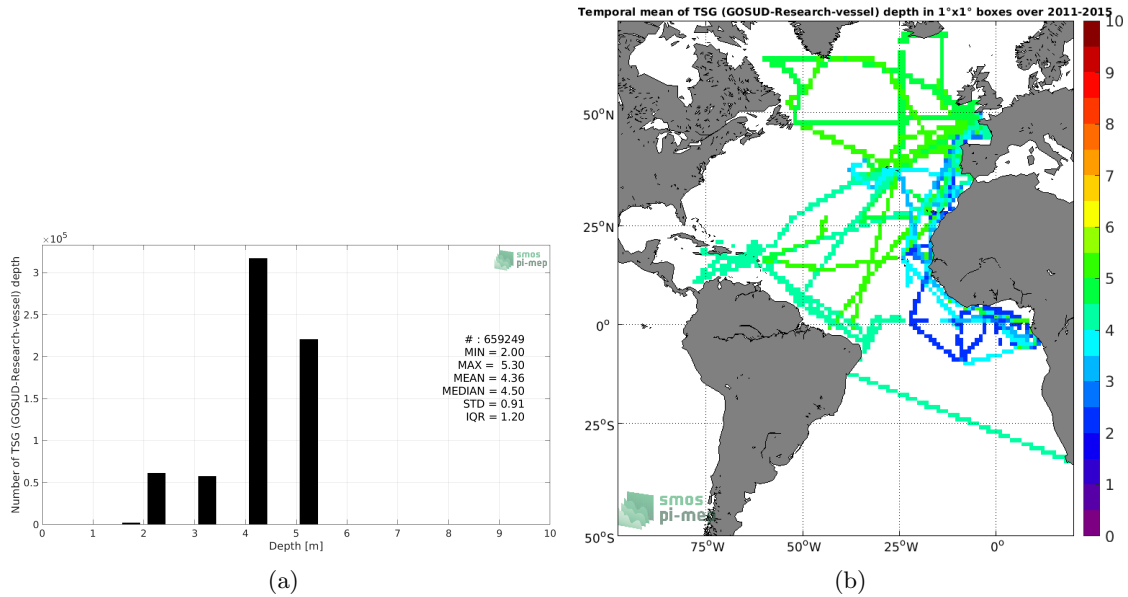 Number of TSG (GOSUD-Research-vessel) depth
×10^5
3
2.5
2
1.5
1
0.5
0
0 1 2 3 4 5 6 7 8 9 10
Depth [m]
smos
pi-mep
# : 659249
MIN = 2.00
MAX = 5.30
MEAN = 4.36
MEDIAN = 4.50
STD = 0.91
IQR = 1.20
(a)
Temporal mean of TSG (GOSUD-Research-vessel) depth in 1°x1° boxes over 2011-2015
50°N
25°N
0°
25°S
50°S
75°W 50°W 25°W 0°
smos
pi-mep
10
9
8
7
6
5
4
3
2
1
0
(b)